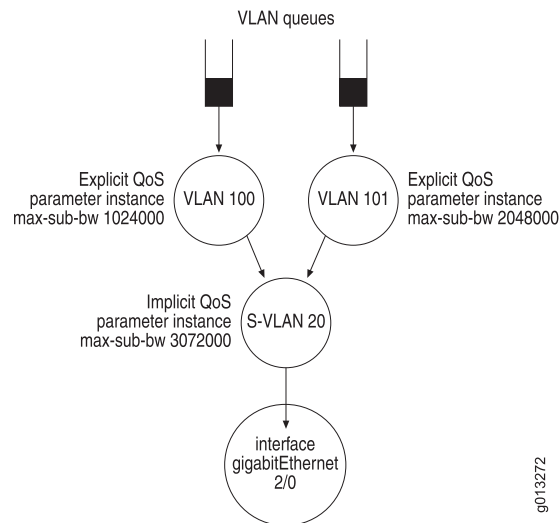 VLAN queues
Explicit QoS
parameter instance
max-sub-bw 1024000
VLAN 100
VLAN 101
Explicit QoS
parameter instance
max-sub-bw 2048000
Implicit QoS
parameter instance
max-sub-bw 3072000
S-VLAN 20
interface
gigabitEthernet
2/0
g013272